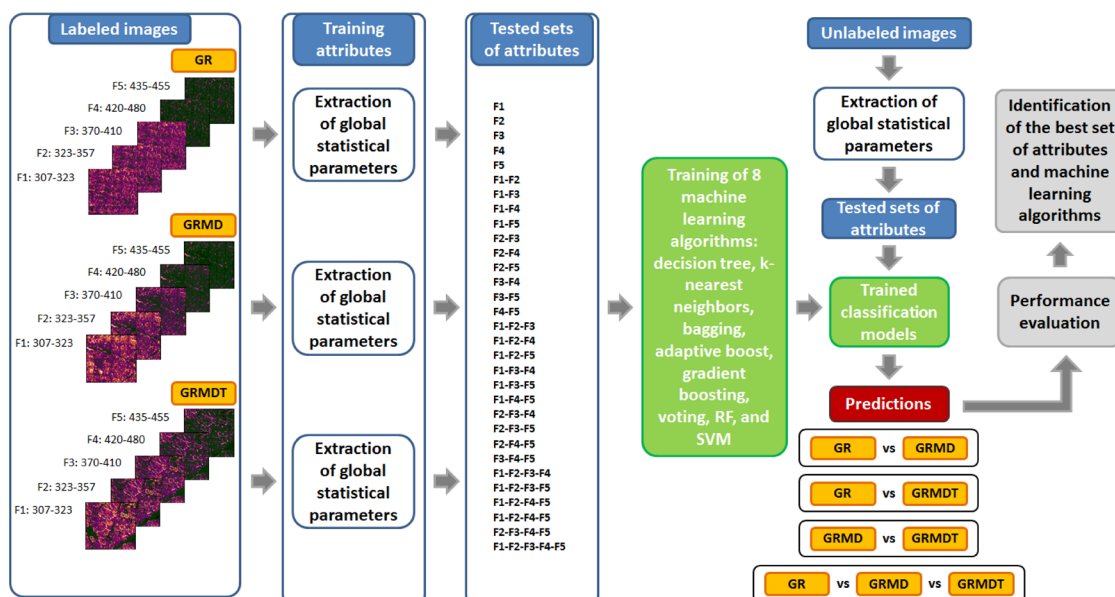 Labeled images
GR
F5: 435-455
F4: 420-480
F3: 370-410
F2: 323-357
F1: 307-323
GRMD
F5: 435-455
F4: 420-480
F3: 370-410
F2: 323-357
F1: 307-323
GRMDT
F5: 435-455
F4: 420-480
F3: 370-410
F2: 323-357
F1: 307-323
Training
attributes
Extraction
of global
statistical
parameters
Extraction
of global
statistical
parameters
Extraction
of global
statistical
parameters
Tested sets
of attributes
F1
F2
F3
F4
F5
F1-F2
F1-F3
F1-F4
F1-F5
F2-F3
F2-F4
F2-F5
F3-F4
F3-F5
F4-F5
F1-F2-F3
F1-F2-F4
F1-F2-F5
F1-F3-F4
F1-F3-F5
F1-F4-F5
F2-F3-F4
F2-F3-F5
F2-F4-F5
F3-F4-F5
F1-F2-F3-F4
F1-F2-F3-F5
F1-F2-F4-F5
F1-F2-F4-F5
F2-F3-F4-F5
F1-F2-F3-F4-F5
Training of 8
machine
learning
algorithms:
decision tree, k-
nearest
neighbors,
bagging,
adaptive boost,
gradient
boosting,
voting, RF, and
SVM
Unlabeled images
Extraction of
global statistical
parameters
Tested sets of
attributes
Trained
classification
models
Predictions
GR vs GRMD
GR vs GRMDT
GRMD vs GRMDT
GR vs GRMD vs GRMDT
Identification
of the best set
of attributes
and machine
learning
algorithms
Performance
evaluation